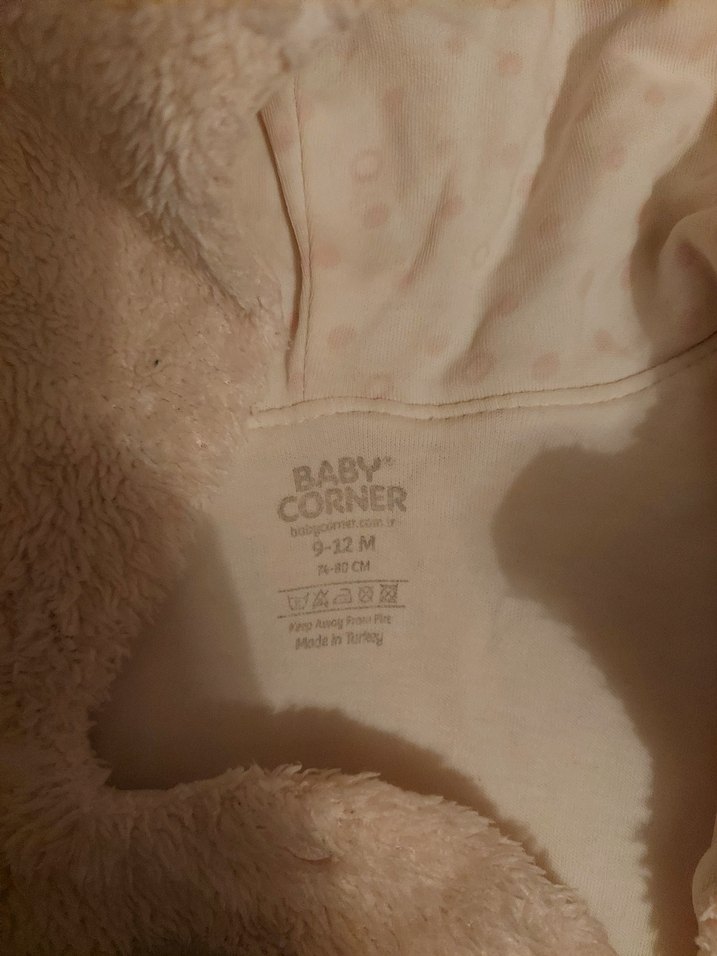 BABY®
CORNER
babycorner.com.tr
9-12 M
74-80 CM
Keep Away From Fire
Made in Turkey